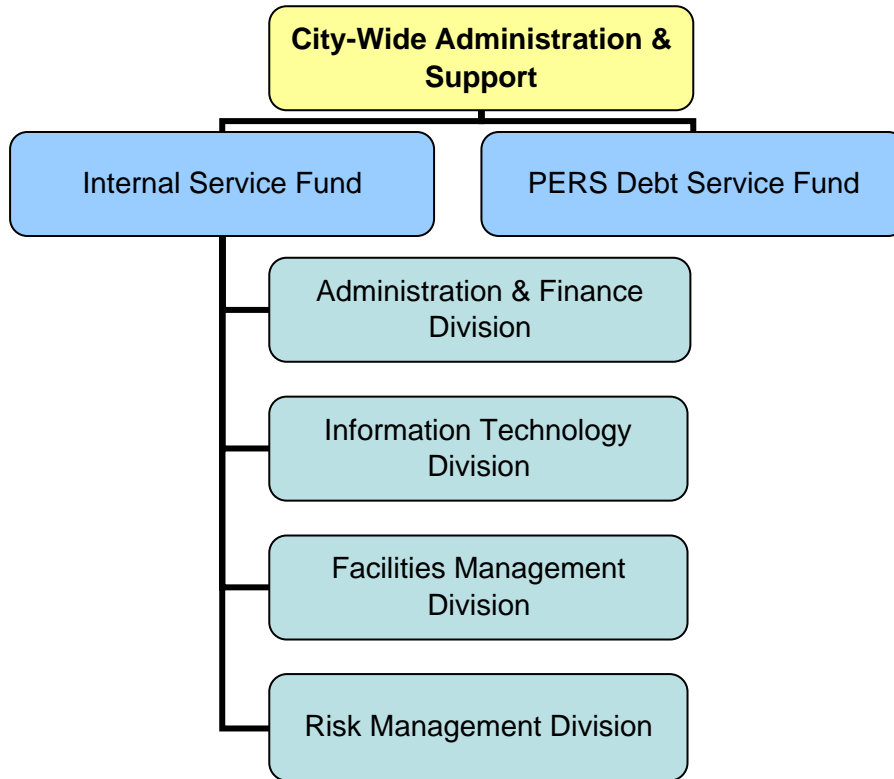 City-Wide Administration &
Support
Internal Service Fund
PERS Debt Service Fund
Administration & Finance
Division
Information Technology
Division
Facilities Management
Division
Risk Management Division